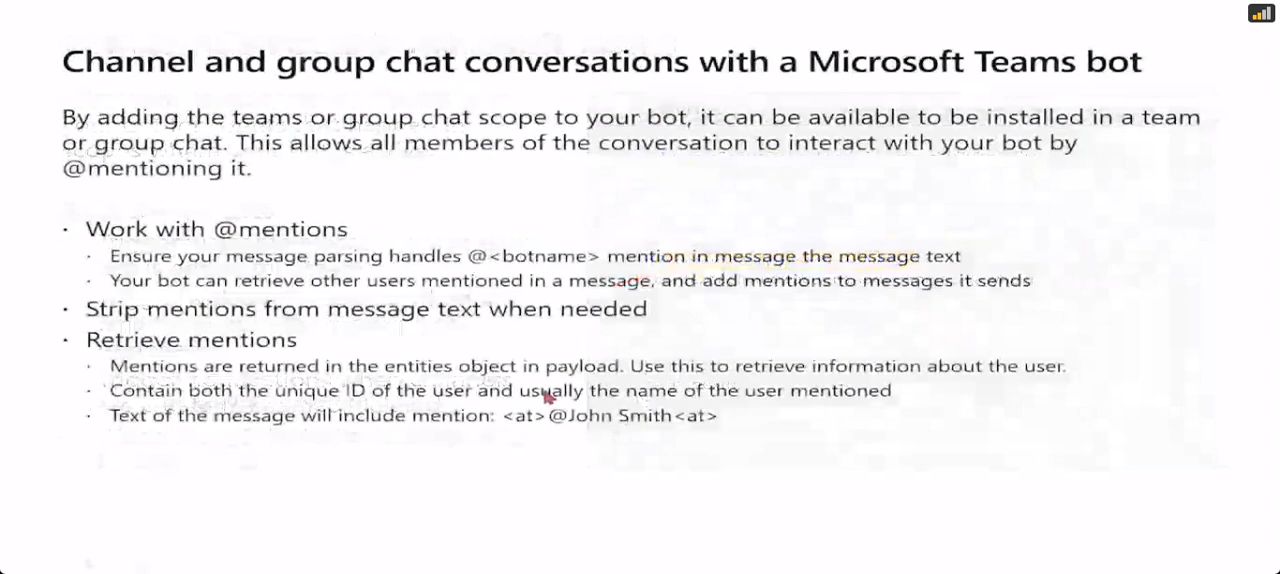 Channel and group chat conversations with a Microsoft Teams bot
By adding the teams or group chat scope to your bot, it can be available to be installed in a team
or group chat. This allows all members of the conversation to interact with your bot by
@mentioning it.
· Work with @mentions
· Ensure your message parsing handles @<botname> mention in message the message text
· Your bot can retrieve other users mentioned in a message, and add mentions to messages it sends
· Strip mentions from message text when needed
· Retrieve mentions
· Mentions are returned in the entities object in payload. Use this to retrieve information about the user.
· Contain both the unique ID of the user and usually the name of the user mentioned
· Text of the message will include mention: <at>@John Smith<at>